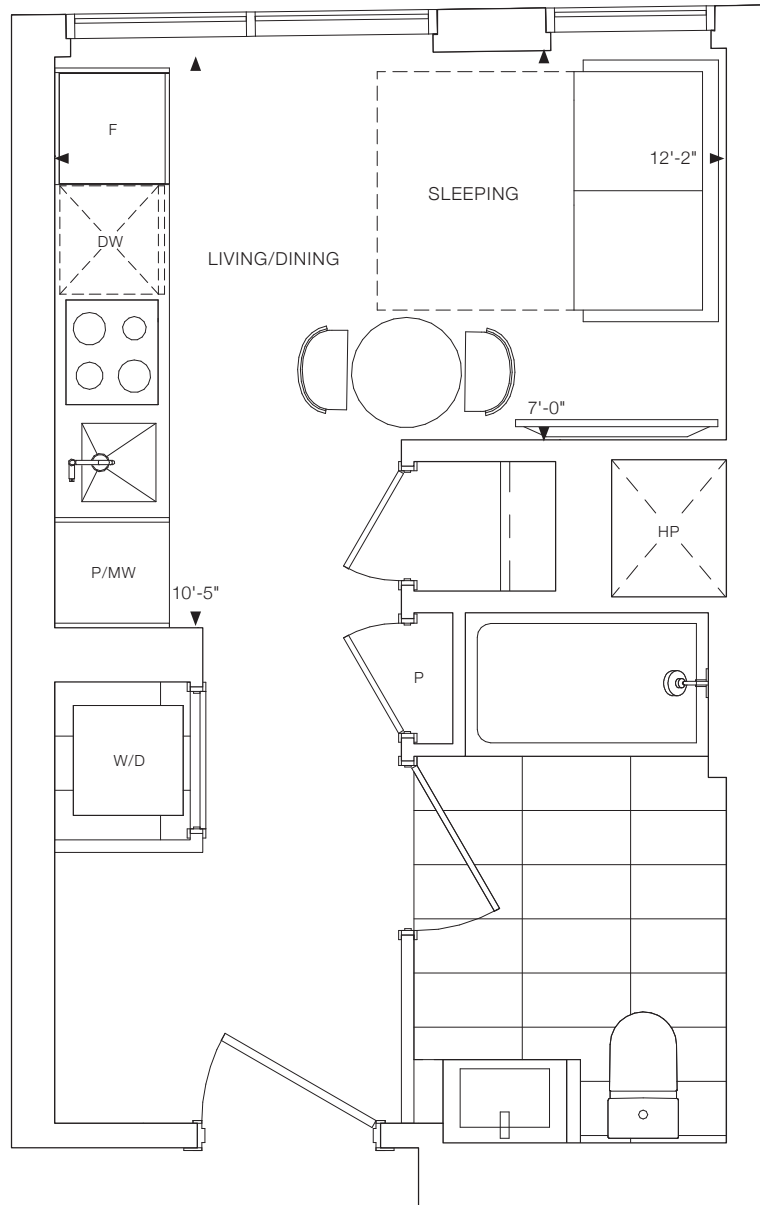 F
12'-2"
SLEEPING
DW
LIVING/DINING
7'-0"
HP
P/MW
10'-5"
P
W/D